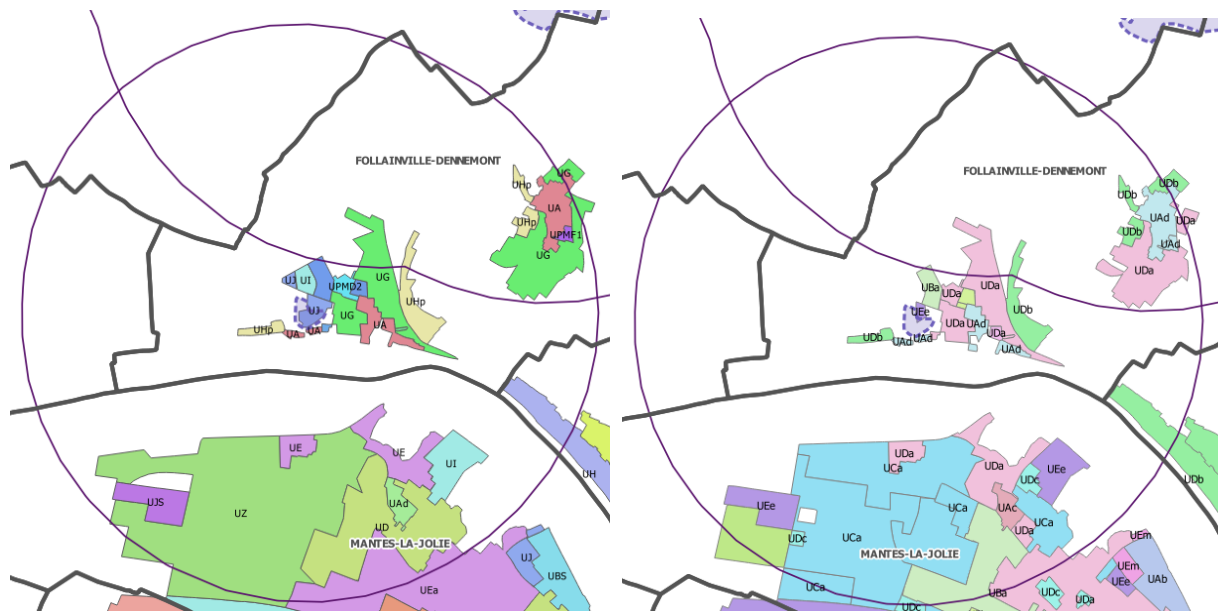 FOLLAINVILLE-DENNEMONT
UG
UHp
UA
UHp
UPMF1
UG
UG
UJ
UI
UPMD2
UHp
UJ
UG
UA
UHp
UA
UA
UE
UE
UI
UH
UJS
UZ
UAd
UD
MANTES-LA-JOLIE
UJ
UBS
UEa
FOLLAINVILLE-DENNEMONT
UDb
UDb
UAd
UDa
UDb
UAd
UDa
UBa
UDa
UDa
UEe
UDb
UDa
UAd
UDa
UDb
UAd
UAd
UAd
UDa
UCa
UDa
UEe
UDc
UDb
UEe
UCa
UAc
UCa
UDa
UDc
UCa
MANTES-LA-JOLIE
UEm
UEm
UEe
UAb
UCa
UBa
UDc
UDa
UDc